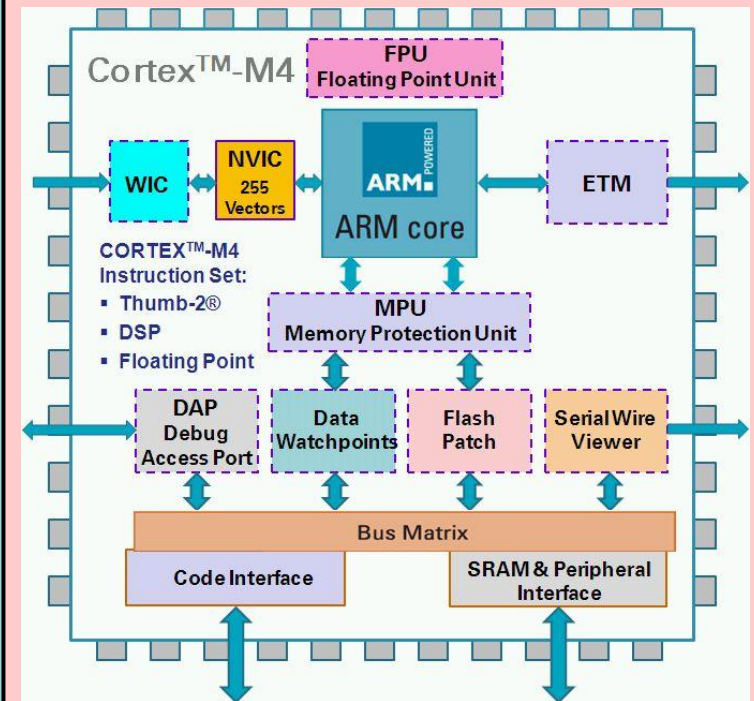 Cortex™-M4
FPU
Floating Point Unit
WIC
NVIC
255
Vectors
ARM POWERED
ARM core
ETM
CORTEX™-M4
Instruction Set:
▪ Thumb-2®
▪ DSP
▪ Floating Point
MPU
Memory Protection Unit
DAP
Debug
Access Port
Data
Watchpoints
Flash
Patch
Serial Wire
Viewer
Bus Matrix
Code Interface
SRAM & Peripheral
Interface